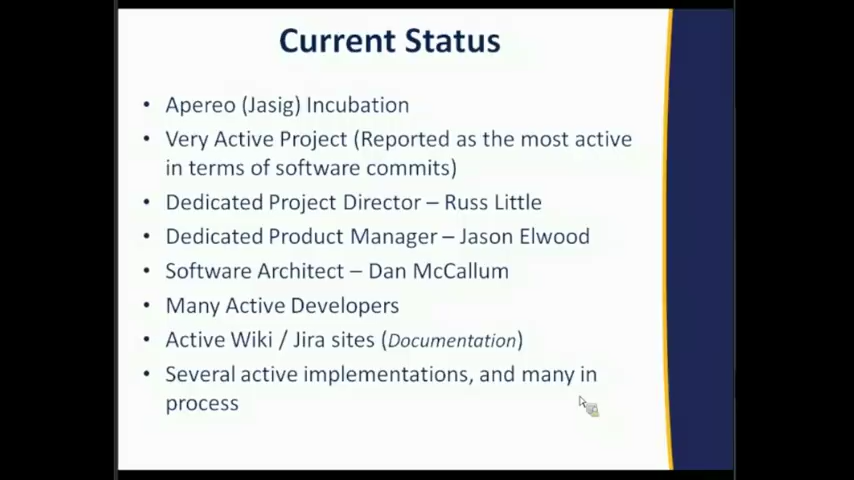 Current Status
• Apereo (Jasig) Incubation
• Very Active Project (Reported as the most active
in terms of software commits)
• Dedicated Project Director – Russ Little
• Dedicated Product Manager – Jason Elwood
• Software Architect – Dan McCallum
• Many Active Developers
• Active Wiki / Jira sites (Documentation)
• Several active implementations, and many in
process